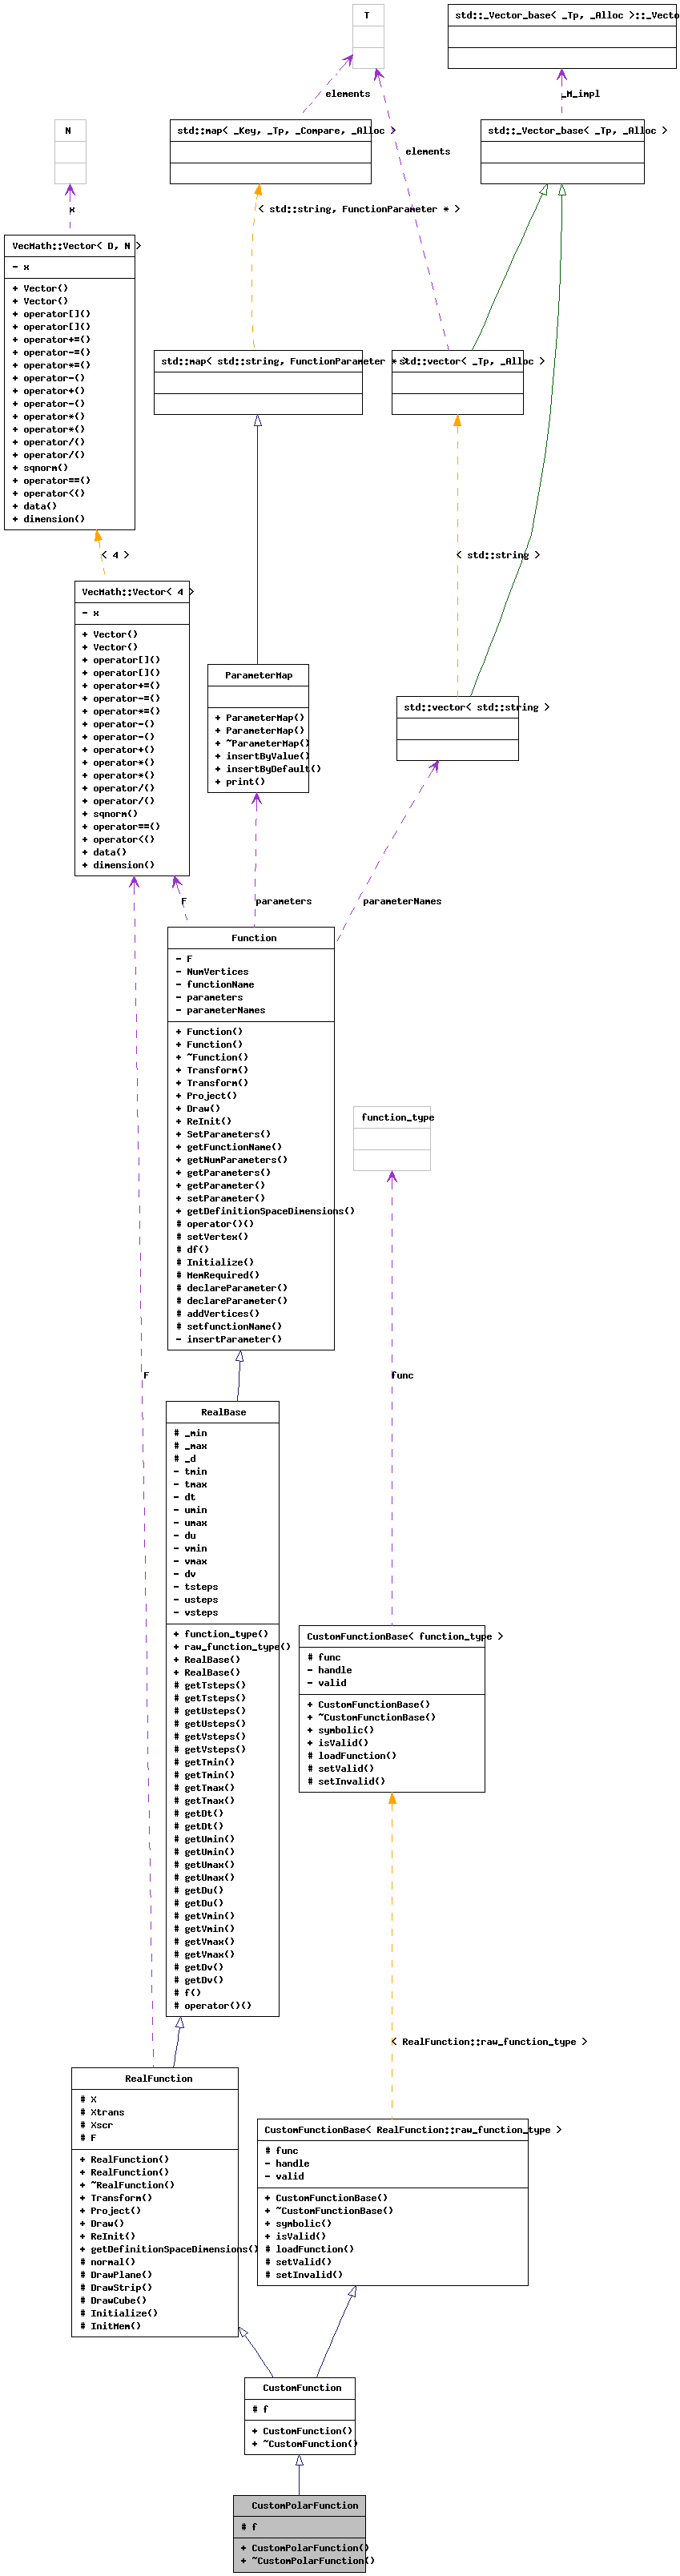 T
std::_Vector_base< _Tp, _Alloc >::_Vecto
elements
_M_impl
N
std::map< _Key, _Tp, _Compare, _Alloc >
std::_Vector_base< _Tp, _Alloc >
elements
x
< std::string, FunctionParameter * >
VecMath::Vector< D, N >
- x
+ Vector()
+ Vector()
+ operator[]()
+ operator[]()
+ operator+=()
+ operator-=()
+ operator*=()
+ operator-()
+ operator+()
+ operator-()
+ operator*()
+ operator*()
+ operator/()
+ operator/()
+ sqnorm()
+ operator==()
+ operator<()
+ data()
+ dimension()
std::map< std::string, FunctionParameter * >
std::vector< _Tp, _Alloc >
< 4 >
< std::string >
VecMath::Vector< 4 >
- x
+ Vector()
+ Vector()
+ operator[]()
+ operator[]()
+ operator+=()
+ operator-=()
+ operator*=()
+ operator-()
+ operator-()
+ operator+()
+ operator*()
+ operator*()
+ operator/()
+ operator/()
+ sqnorm()
+ operator==()
+ operator<()
+ data()
+ dimension()
ParameterMap
+ ParameterMap()
+ ParameterMap()
+ ~ParameterMap()
+ insertByValue()
+ insertByDefault()
+ print()
std::vector< std::string >
F
parameters
parameterNames
Function
- F
- NumVertices
- functionName
- parameters
- parameterNames
+ Function()
+ Function()
+ ~Function()
+ Transform()
+ Transform()
+ Project()
+ Draw()
+ ReInit()
+ SetParameters()
+ getFunctionName()
+ getNumParameters()
+ getParameters()
+ getParameter()
+ setParameter()
+ getDefinitionSpaceDimensions()
# operator()()
# setVertex()
# df()
# Initialize()
# MemRequired()
# declareParameter()
# declareParameter()
# addVertices()
# setfunctionName()
- insertParameter()
function_type
F
func
RealBase
# _min
# _max
# _d
- tmin
- tmax
- dt
- umin
- umax
- du
- vmin
- vmax
- dv
- tsteps
- usteps
- vsteps
+ function_type()
+ raw_function_type()
+ RealBase()
+ RealBase()
# getTsteps()
# getTsteps()
# getUsteps()
# getUsteps()
# getVsteps()
# getVsteps()
# getTmin()
# getTmin()
# getTmax()
# getTmax()
# getDt()
# getDt()
# getUmin()
# getUmin()
# getUmax()
# getUmax()
# getDu()
# getDu()
# getVmin()
# getVmin()
# getVmax()
# getVmax()
# getDv()
# getDv()
# f()
# operator()()
CustomFunctionBase< function_type >
# func
- handle
- valid
+ CustomFunctionBase()
+ ~CustomFunctionBase()
+ symbolic()
+ isValid()
# loadFunction()
# setValid()
# setInvalid()
< RealFunction::raw_function_type >
RealFunction
# X
# Xtrans
# Xscr
# F
+ RealFunction()
+ RealFunction()
+ ~RealFunction()
+ Transform()
+ Project()
+ Draw()
+ ReInit()
+ getDefinitionSpaceDimensions()
# normal()
# DrawPlane()
# DrawStrip()
# DrawCube()
# Initialize()
# InitMem()
CustomFunctionBase< RealFunction::raw_function_type >
# func
- handle
- valid
+ CustomFunctionBase()
+ ~CustomFunctionBase()
+ symbolic()
+ isValid()
# loadFunction()
# setValid()
# setInvalid()
CustomFunction
# f
+ CustomFunction()
+ ~CustomFunction()
CustomPolarFunction
# f
+ CustomPolarFunction()
+ ~CustomPolarFunction()